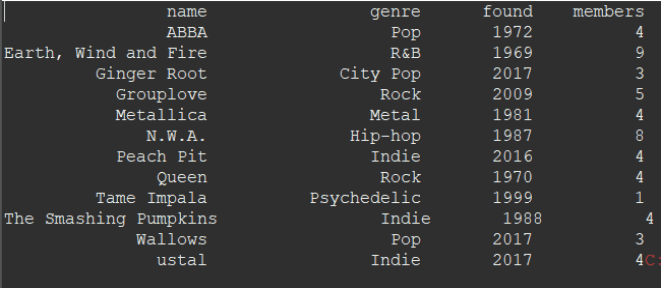 name genre found members
ABBA Pop 1972 4
Earth, Wind and Fire R&B 1969 9
Ginger Root City Pop 2017 3
Grouplove Rock 2009 5
Metallica Metal 1981 4
N.W.A. Hip-hop 1987 8
Peach Pit Indie 2016 4
Queen Rock 1970 4
Tame Impala Psychedelic 1999 1
The Smashing Pumpkins Indie 1988 4
Wallows Pop 2017 3
ustal Indie 2017 4C: